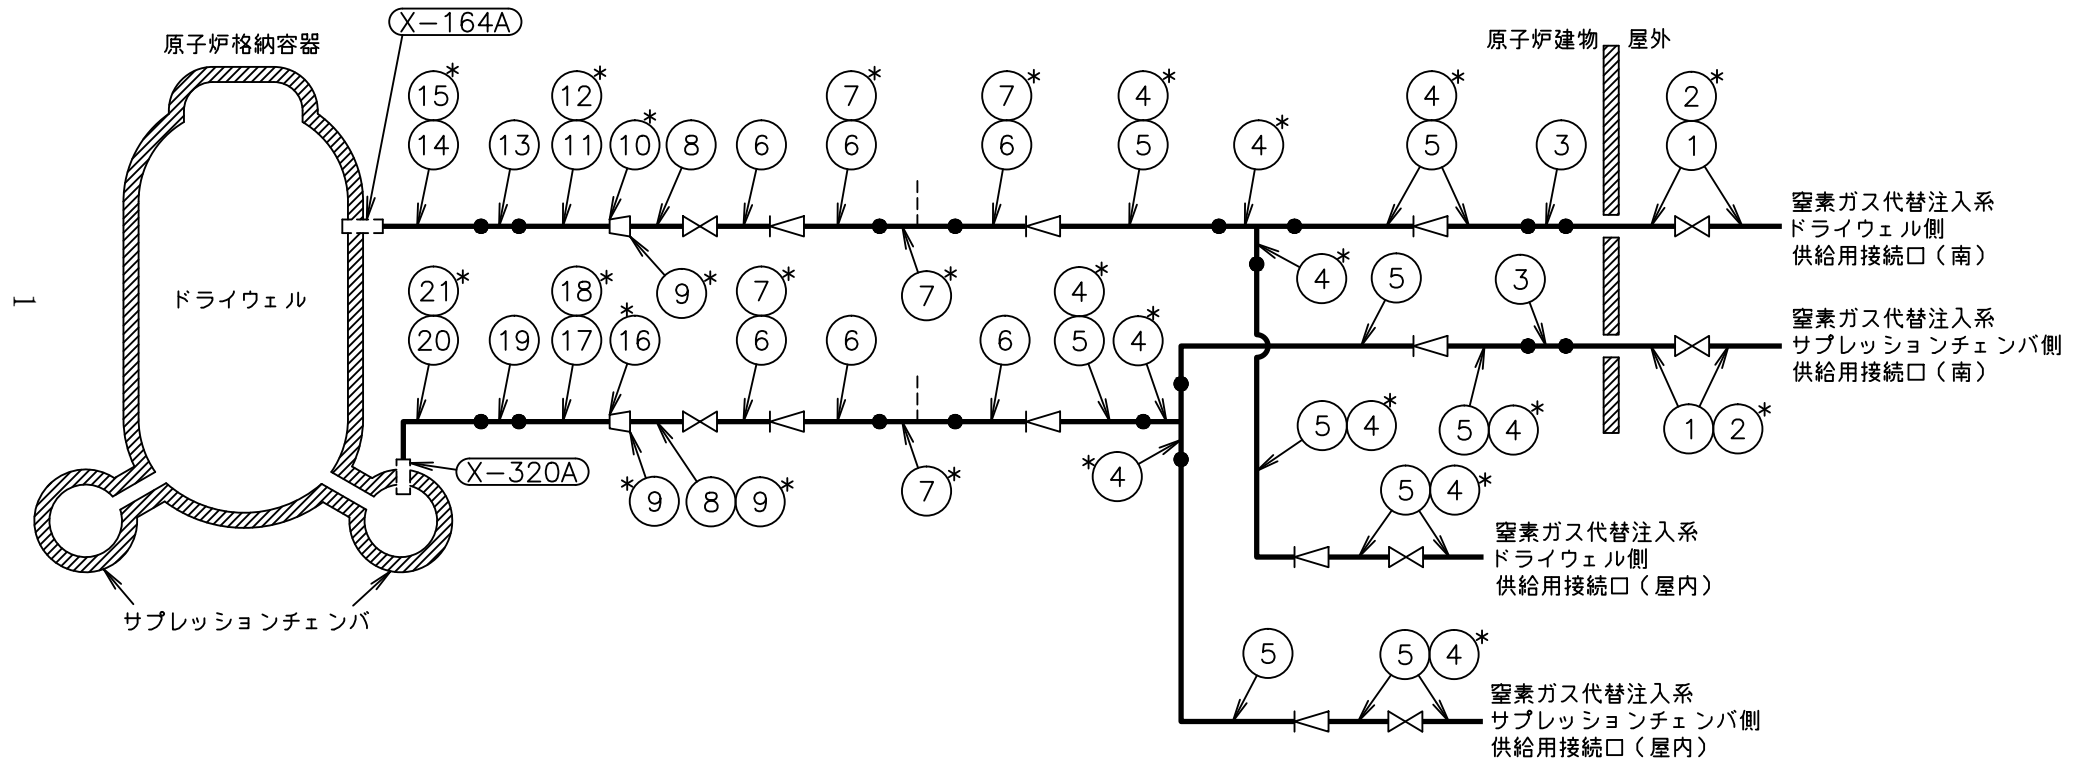 X-164A
原子炉格納容器
原子炉建物
屋外
15*
12*
7*
7*
4*
4*
2*
14
13
11
10*
8
6
6
6
5
4*
5
3
1
窒素ガス代替注入系
ドライウェル側
供給用接続口(南)
9*
7*
4*
5
3
ドライウェル
1
21*
18*
7*
4*
20
19
17
16*
6
6
6
5
4*
窒素ガス代替注入系
サプレッションチェンバ側
供給用接続口(南)
X-320A
9*
8
9*
7*
*4
5
4*
5
4*
1
2*
5
4*
窒素ガス代替注入系
ドライウェル側
供給用接続口(屋内)
サプレッションチェンバ
5
5
4*
窒素ガス代替注入系
サプレッションチェンバ側
供給用接続口(屋内)